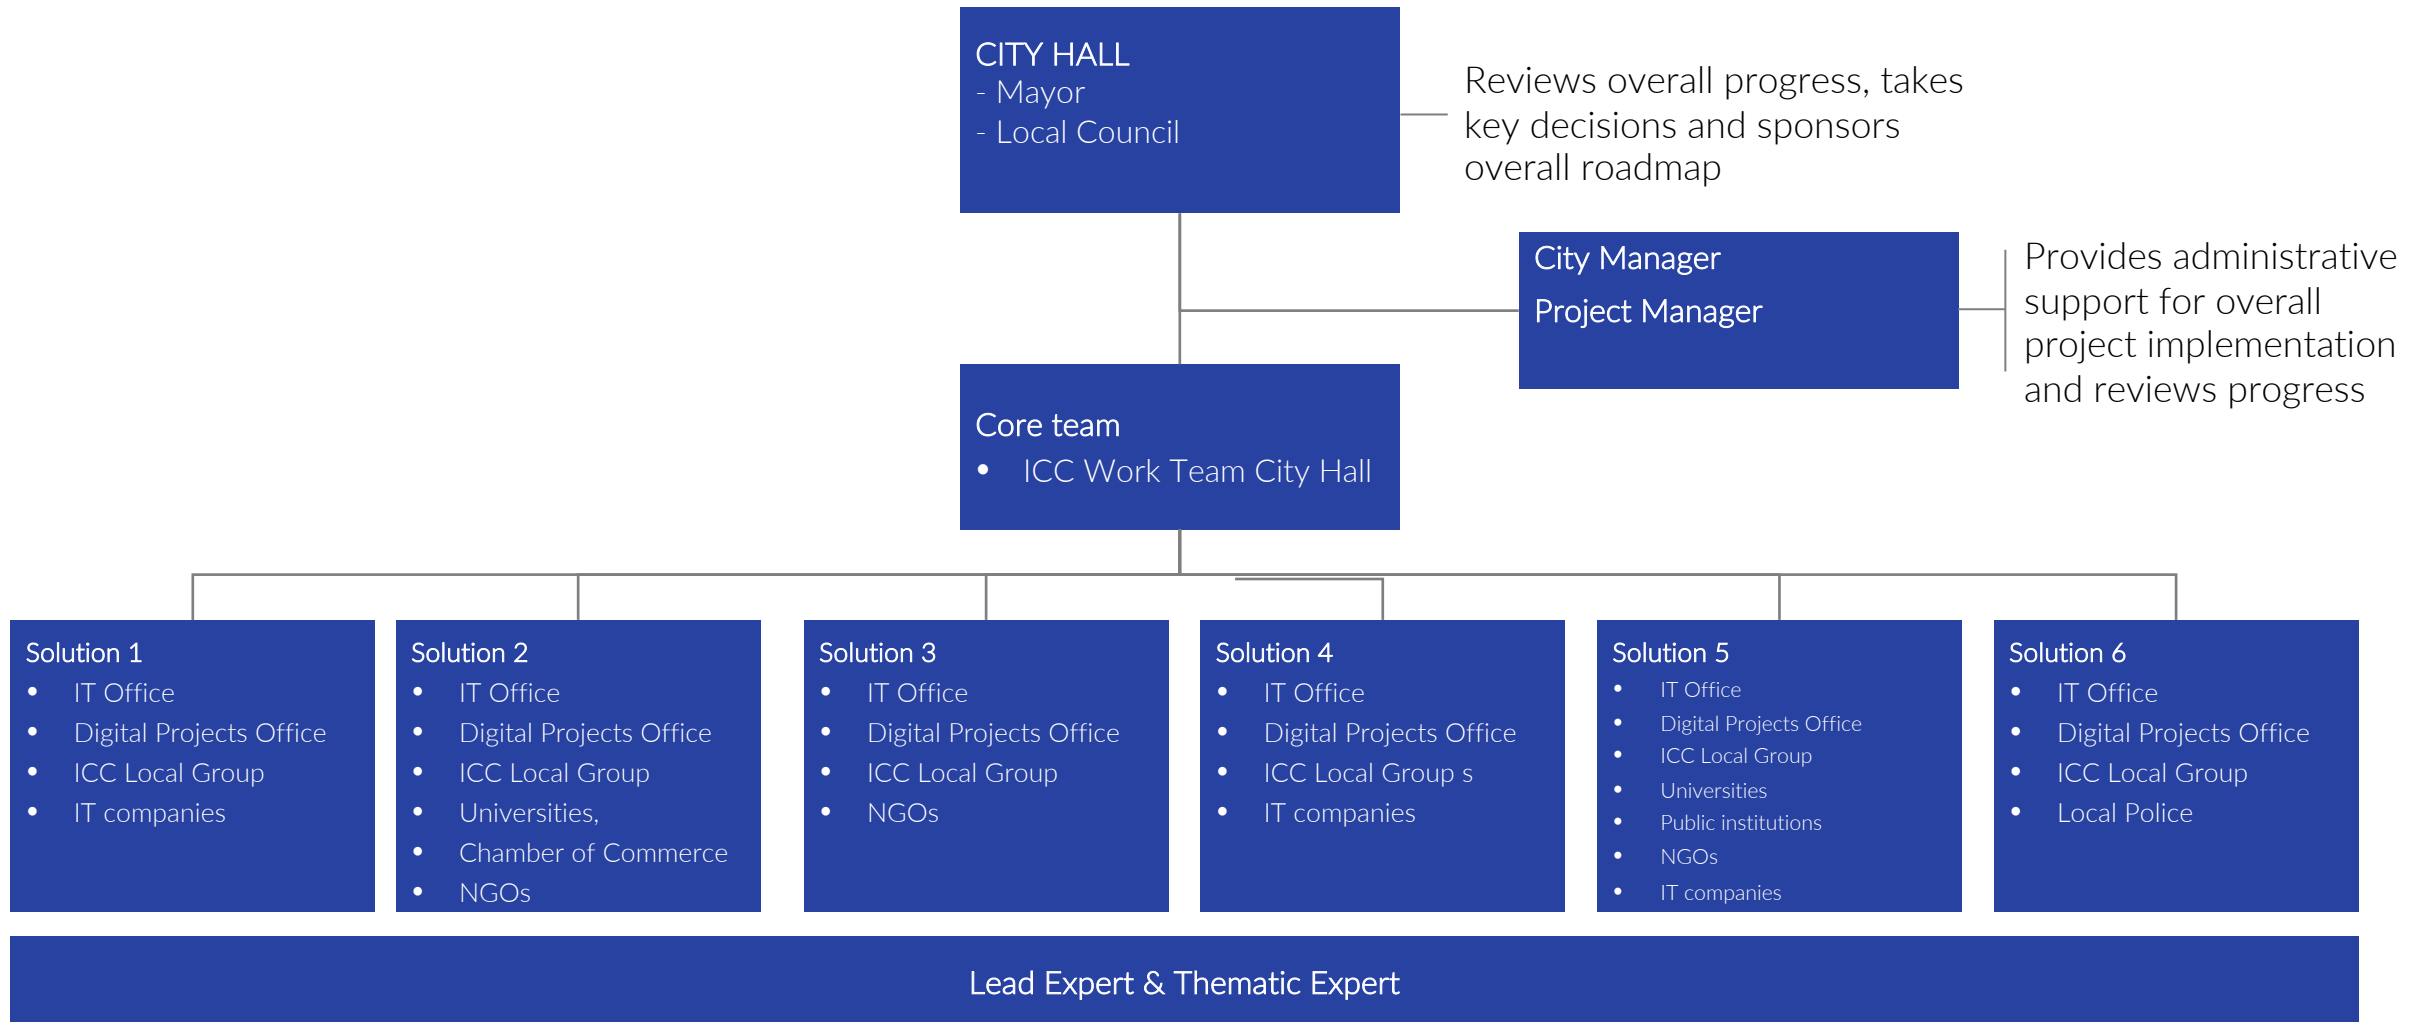 CITY HALL
- Mayor
- Local Council
Reviews overall progress, takes
key decisions and sponsors
overall roadmap
City Manager
Project Manager
Provides administrative
support for overall
project implementation
and reviews progress
Core team
• ICC Work Team City Hall
Solution 1
• IT Office
• Digital Projects Office
• ICC Local Group
• IT companies
Solution 2
• IT Office
• Digital Projects Office
• ICC Local Group
• Universities,
• Chamber of Commerce
• NGOs
Solution 3
• IT Office
• Digital Projects Office
• ICC Local Group
• NGOs
Solution 4
• IT Office
• Digital Projects Office
• ICC Local Group s
• IT companies
Solution 5
• IT Office
• Digital Projects Office
• ICC Local Group
• Universities
• Public institutions
• NGOs
• IT companies
Solution 6
• IT Office
• Digital Projects Office
• ICC Local Group
• Local Police
Lead Expert & Thematic Expert